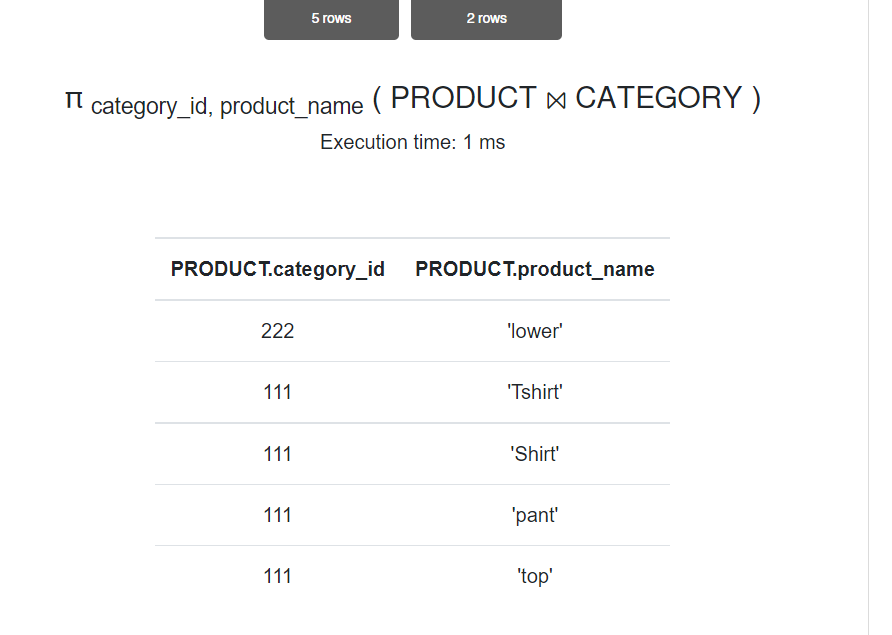 5 rows 2 rows
π category_id, product_name ( PRODUCT ⋈ CATEGORY )
Execution time: 1 ms
PRODUCT.category_id PRODUCT.product_name
222 'lower'
111 'Tshirt'
111 'Shirt'
111 'pant'
111 'top'